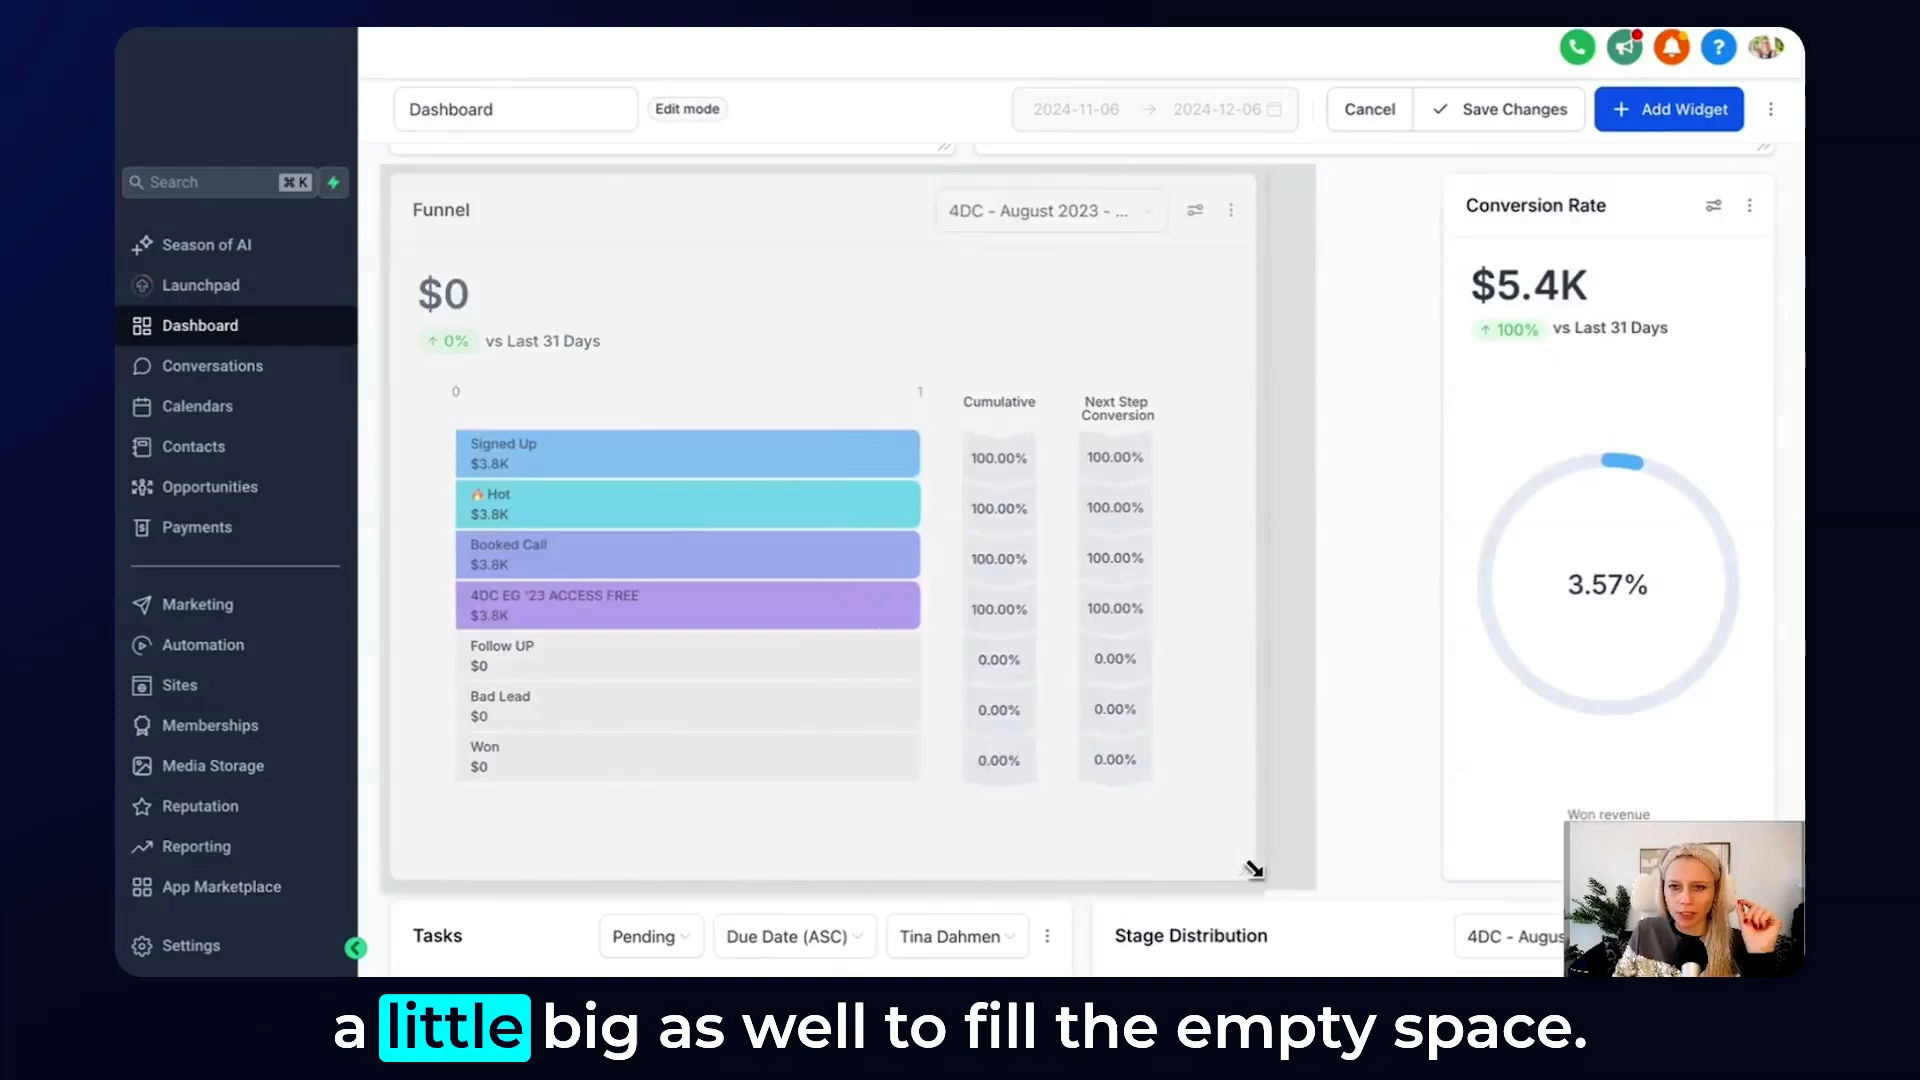 Dashboard
Edit mode
2024-11-06 → 2024-12-06
Cancel
Save Changes
+ Add Widget
?
Search
⌘ K
Season of AI
Launchpad
Dashboard
Conversations
Calendars
Contacts
Opportunities
Payments
Marketing
Automation
Sites
Memberships
Media Storage
Reputation
Reporting
App Marketplace
Settings
Funnel
4DC - August 2023 - ...
$0
↑ 0% vs Last 31 Days
0 1
Cumulative
Next Step
Conversion
Signed Up
$3.8K
100.00% 100.00%
🔥 Hot
$3.8K
100.00% 100.00%
Booked Call
$3.8K
100.00% 100.00%
4DC EG '23 ACCESS FREE
$3.8K
100.00% 100.00%
Follow UP
$0
0.00% 0.00%
Bad Lead
$0
0.00% 0.00%
Won
$0
0.00% 0.00%
Conversion Rate
$5.4K
↑ 100% vs Last 31 Days
3.57%
Won revenue
Tasks
Pending
Due Date (ASC)
Tina Dahmen
Stage Distribution
4DC - Augus
a little big as well to fill the empty space.